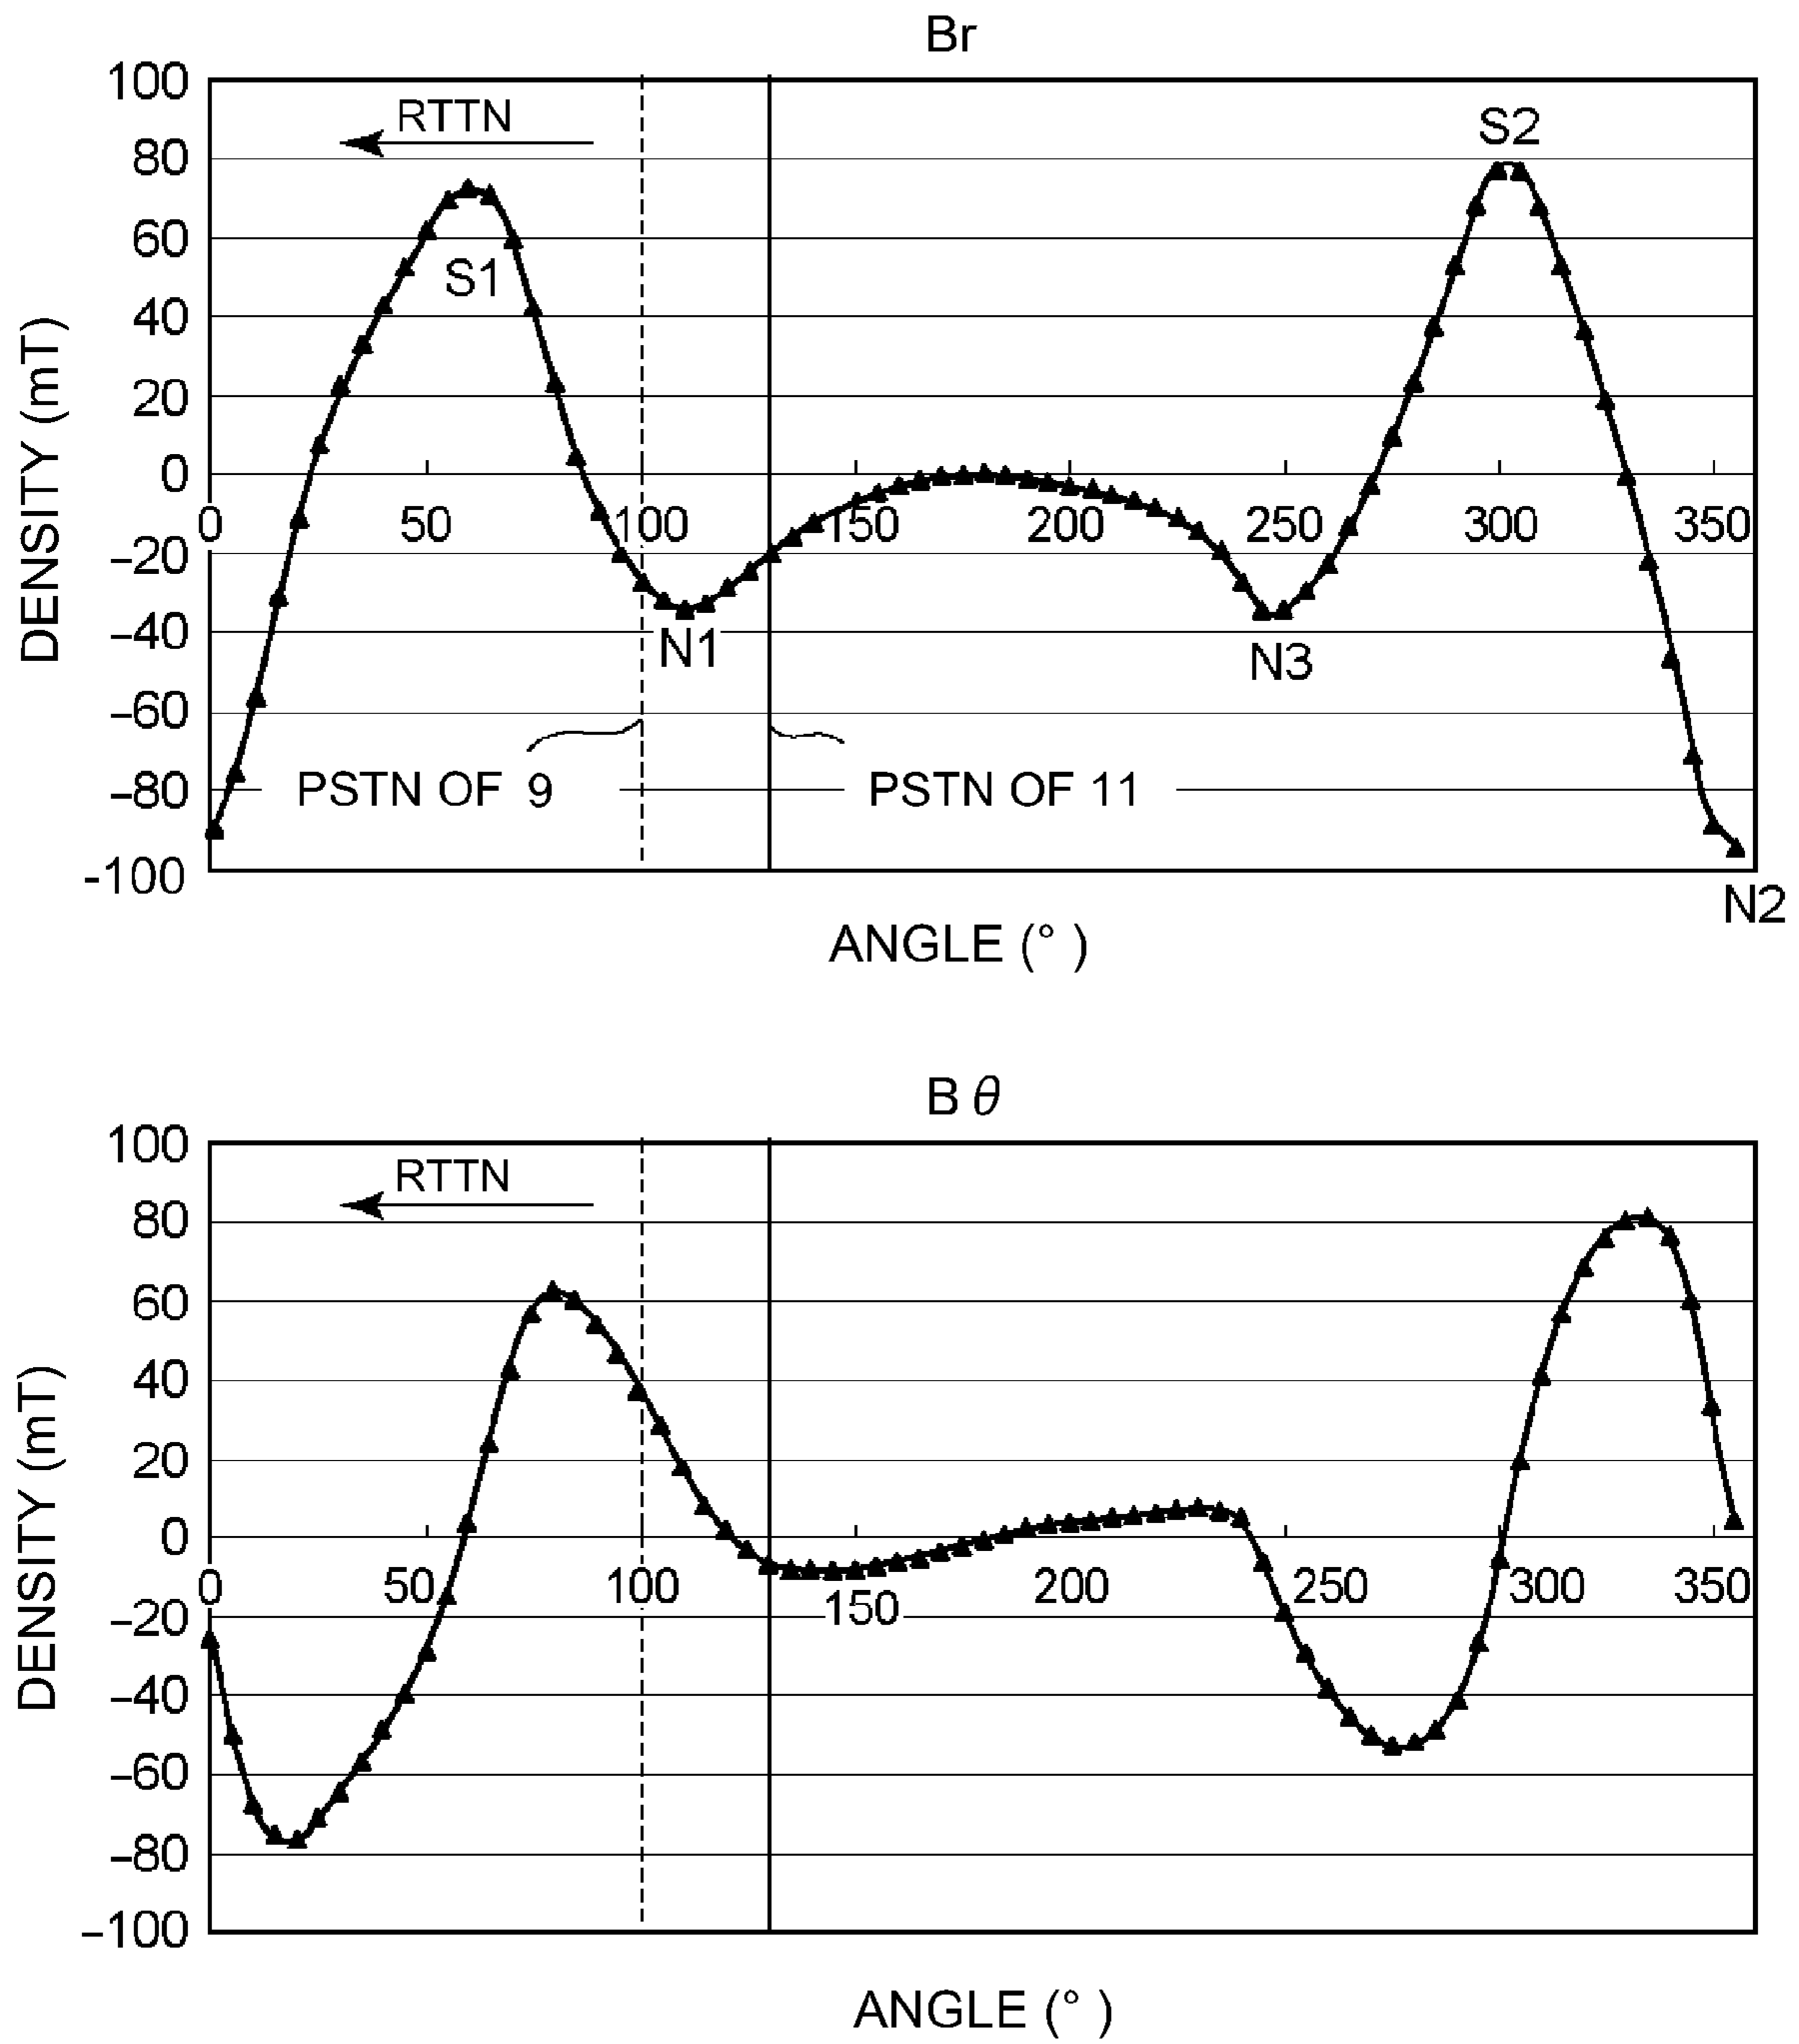 Br
100
RTTN
S2
80
60
S1
40
20
0
0 50 100 150 200 250 300 350
−20
−40
N1
N3
−60
−80
PSTN OF 9
PSTN OF 11
-100
N2
DENSITY (mT)
ANGLE (° )
B θ
100
RTTN
80
60
40
20
0
0 50 100 150 200 250 300 350
−20
−40
−60
−80
−100
DENSITY (mT)
ANGLE (° )